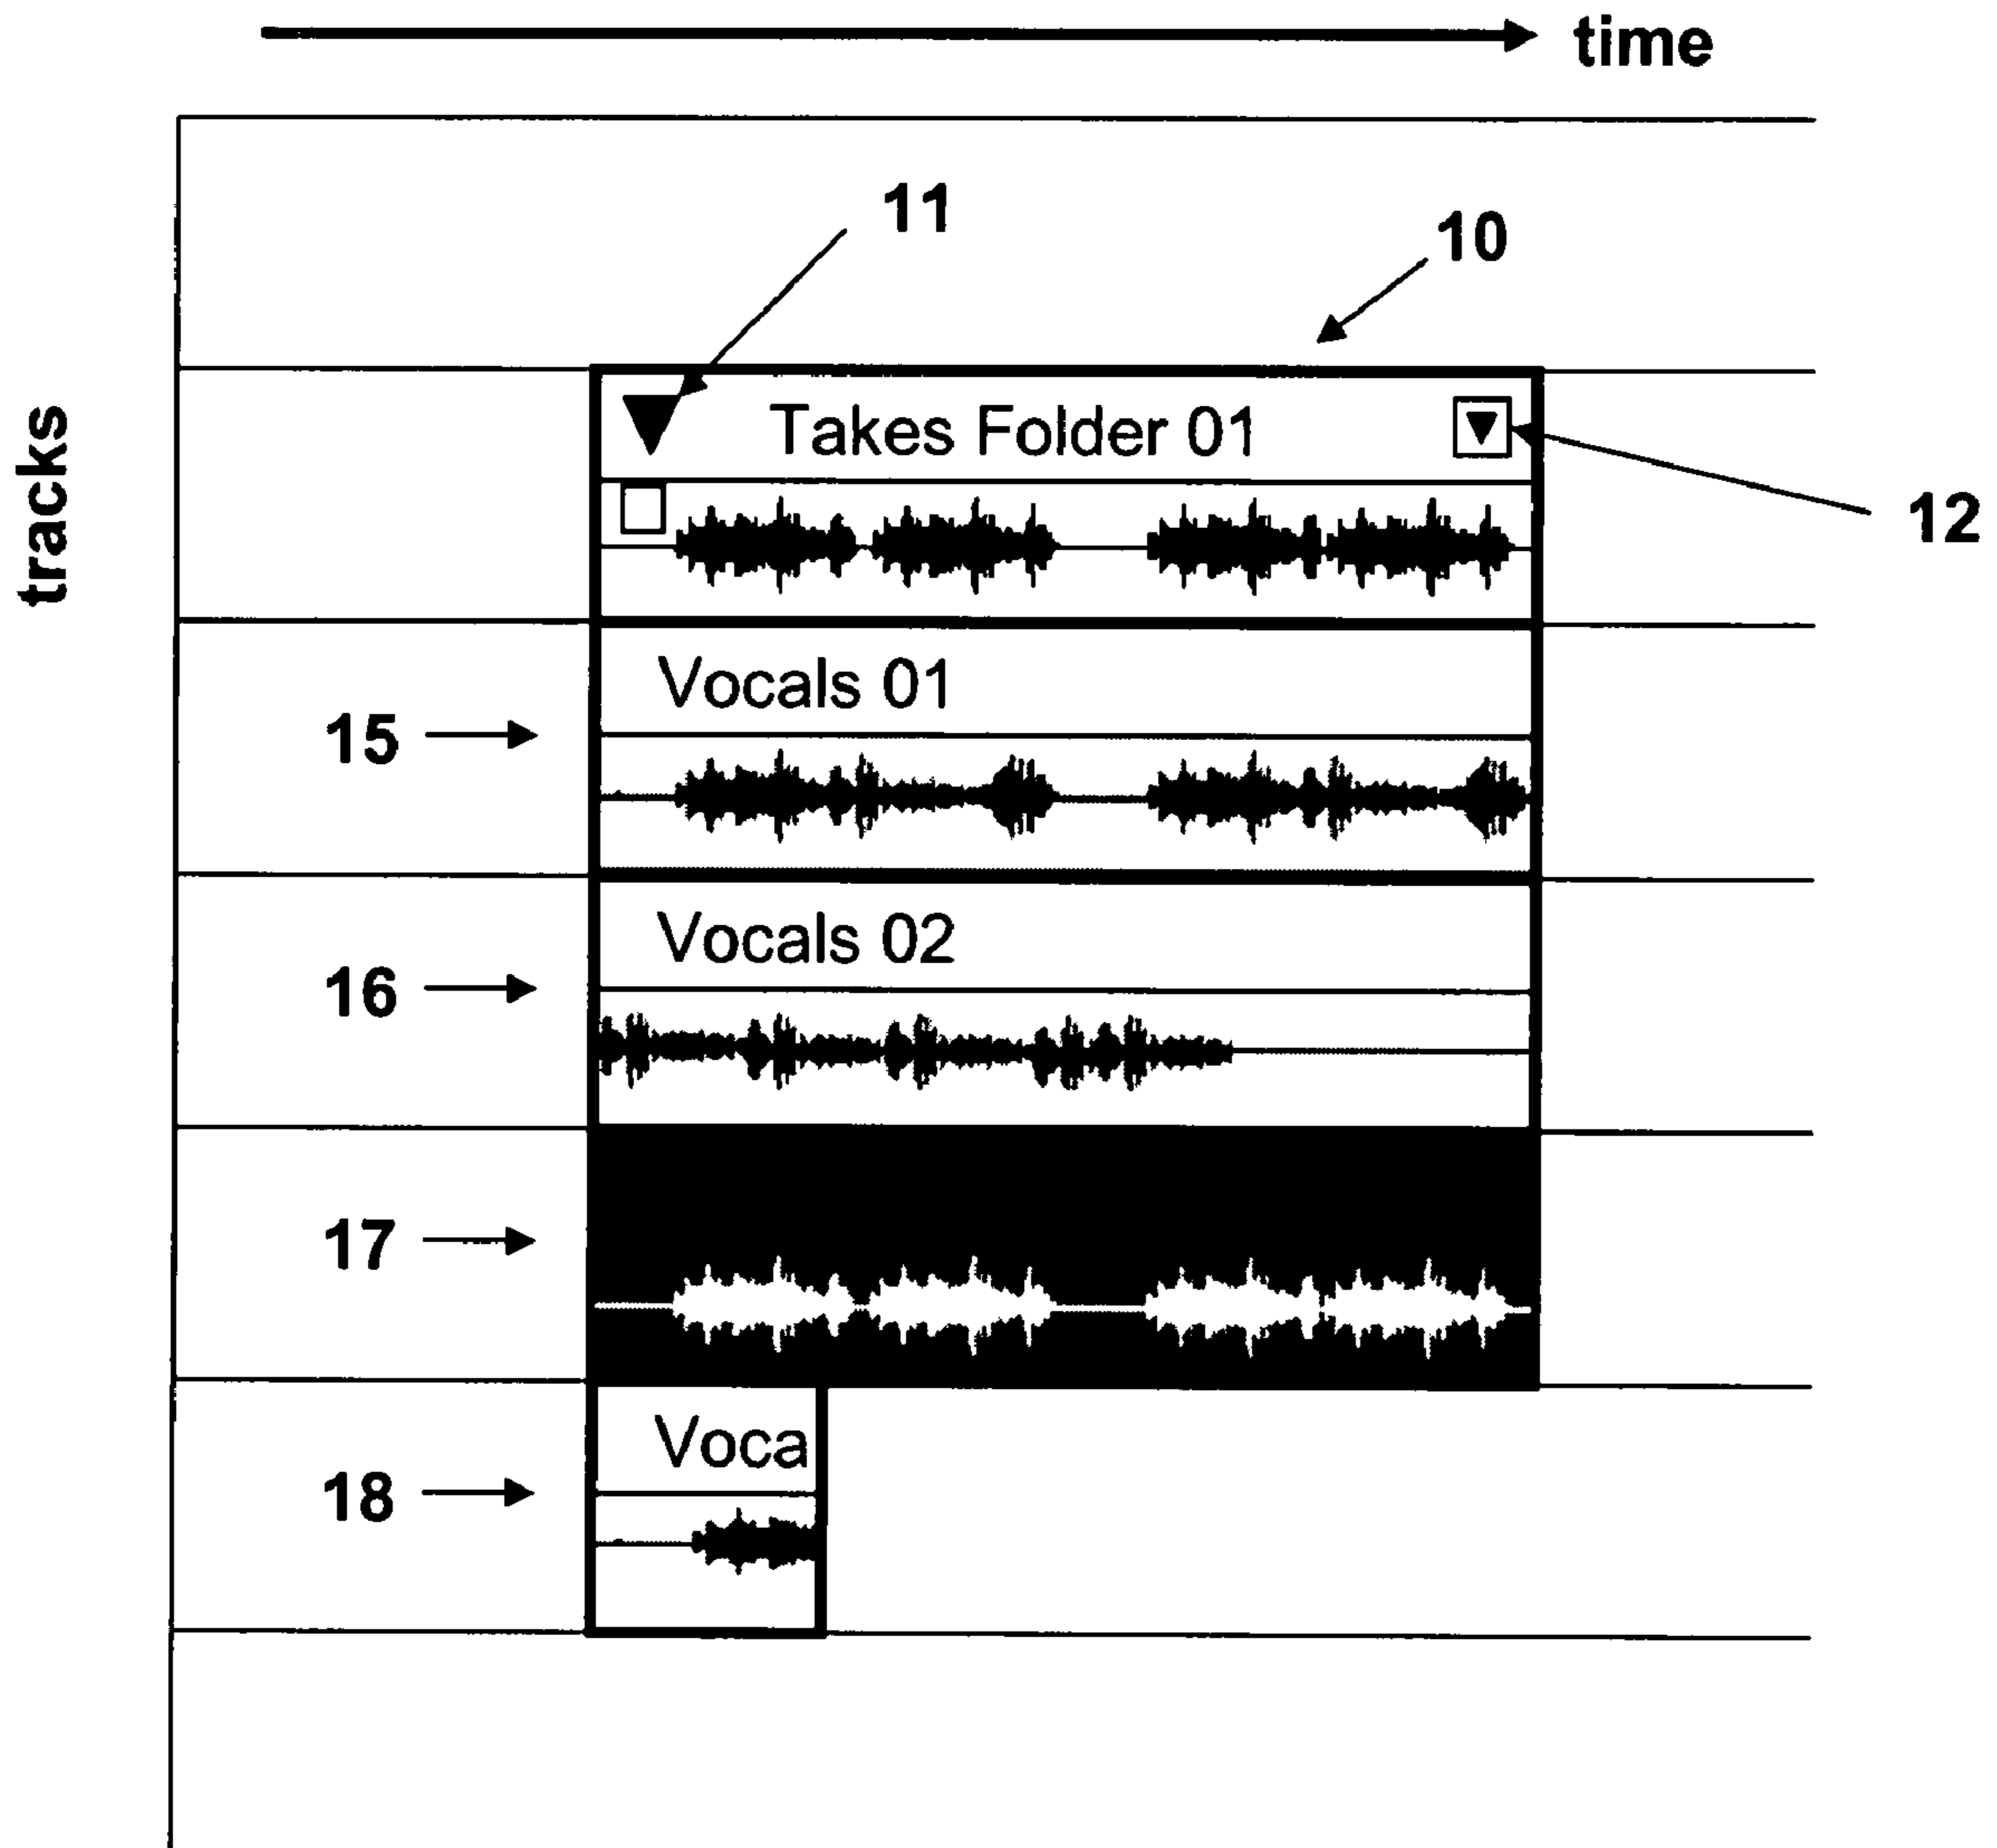 time
11
10
tracks
Takes Folder 01
12
Vocals 01
15
Vocals 02
16
17
Voca
18